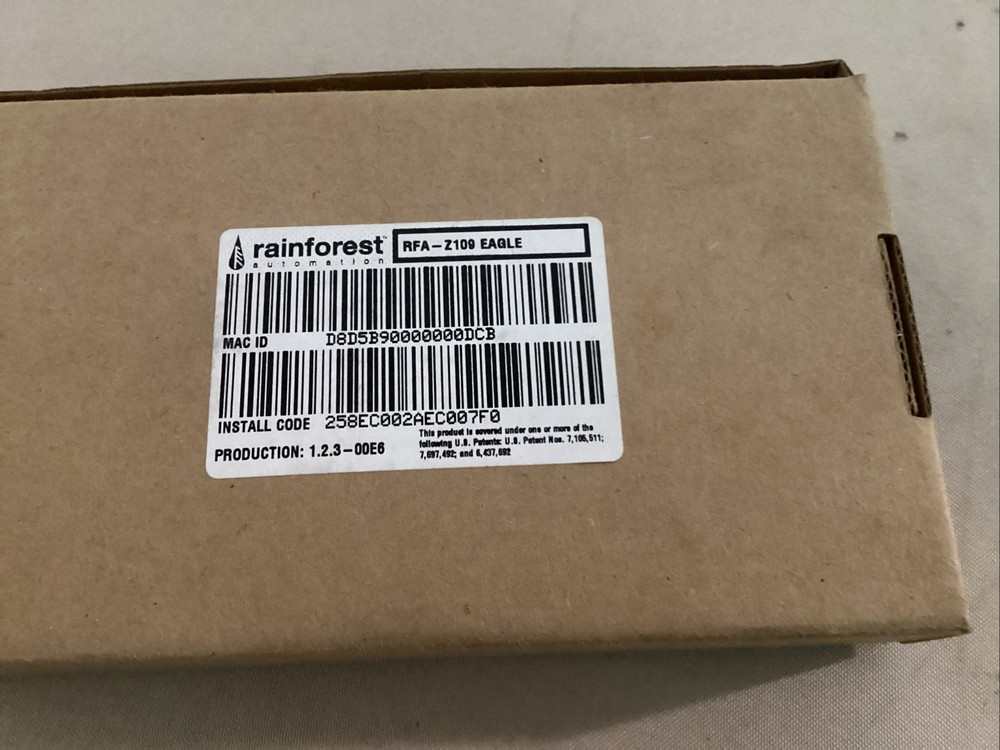 rainforest™
automation
RFA-Z109 EAGLE
MAC ID D8D5B90000000DCB
INSTALL CODE 258EC002AEC007F0
PRODUCTION: 1.2.3-00E6
This product is covered under one or more of the
following U.S. Patents: U.S. Patent Nos. 7,105,511;
7,697,492; and 6,437,692